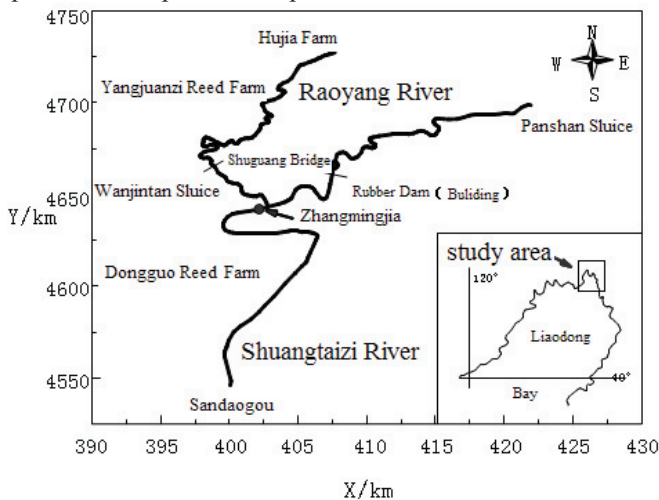 4750
Hujia Farm
N
W E
S
Yangjuanzi Reed Farm
Raoyang River
4700
Panshan Sluice
Shuguang Bridge
4650
Wanjintan Sluice
Rubber Dam ( Buliding )
Y/km
Zhangmingjia
study area
Dongguo Reed Farm
120°
4600
Liaodong
Shuangtaizi River
4550
40°
Bay
Sandaogou
390 395 400 405 410 415 420 425 430
X/km